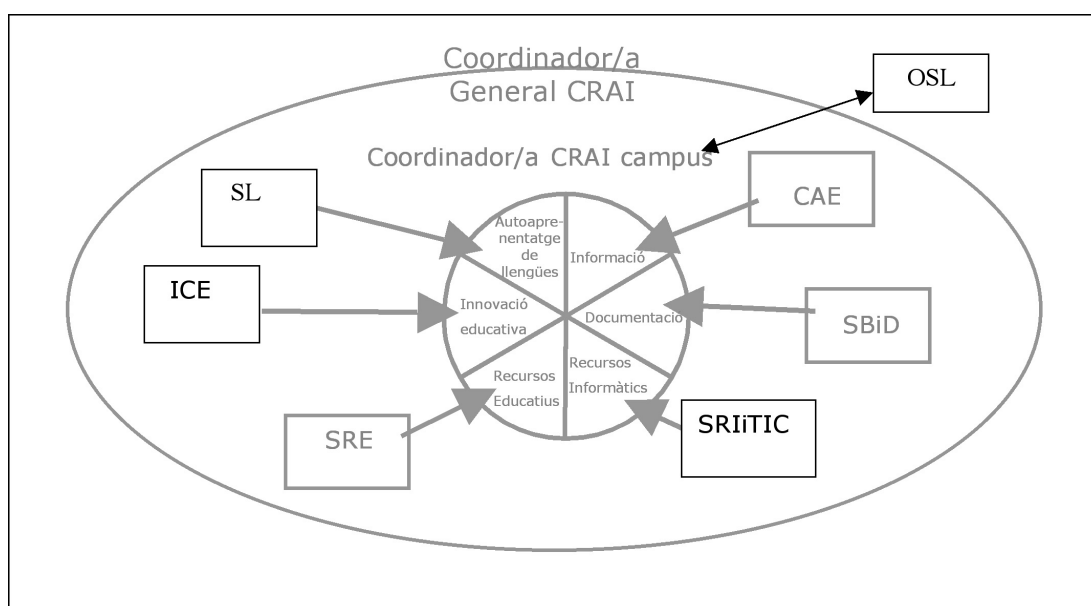 Coordinador/a
General CRAI
OSL
Coordinador/a CRAI campus
SL
CAE
Autoapre-
nentatge
de
llengües
Informació
ICE
Innovació
educativa
Documentació
SBiD
Recursos
Educatius
Recursos
Informàtics
SRE
SRIiTIC